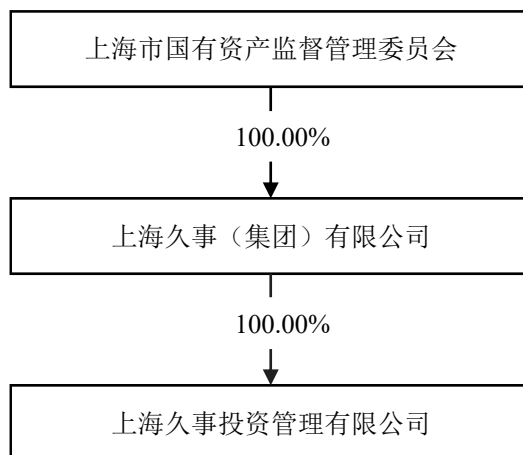 上海市国有资产监督管理委员会
100.00%
上海久事（集团）有限公司
100.00%
上海久事投资管理有限公司